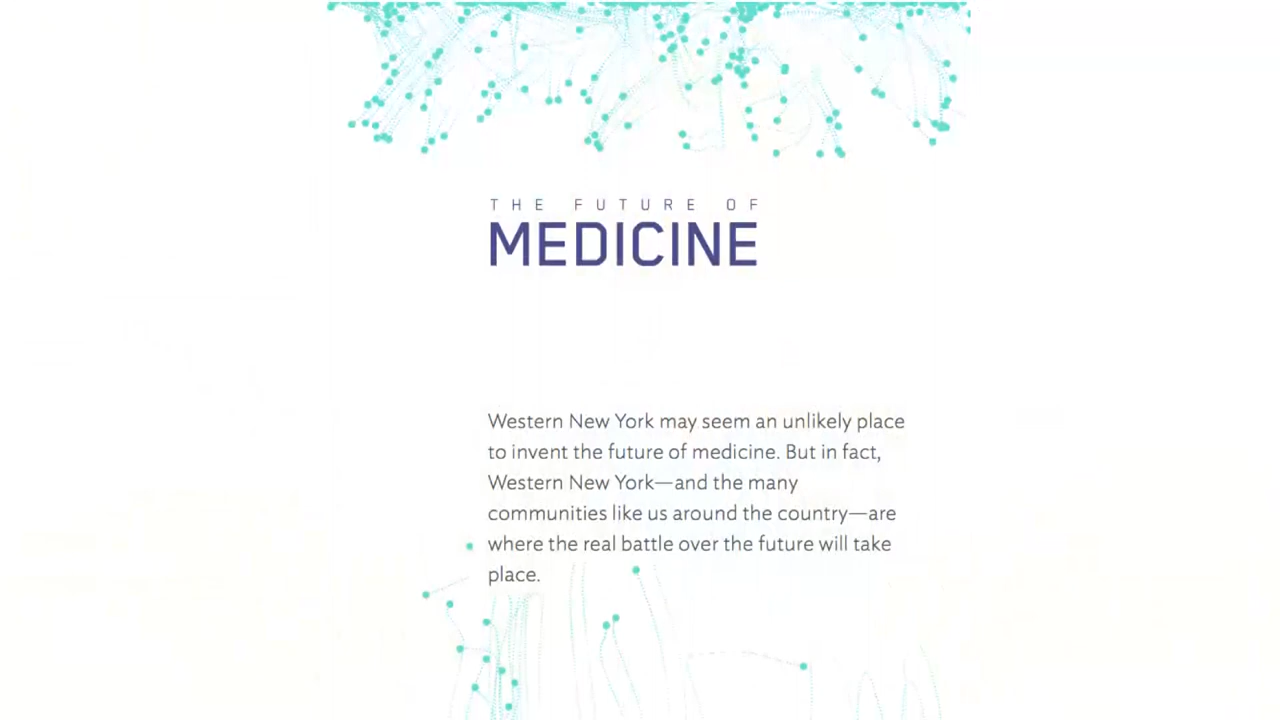 THE FUTURE OF
MEDICINE
Western New York may seem an unlikely place
to invent the future of medicine. But in fact,
Western New York—and the many
communities like us around the country—are
where the real battle over the future will take
place.